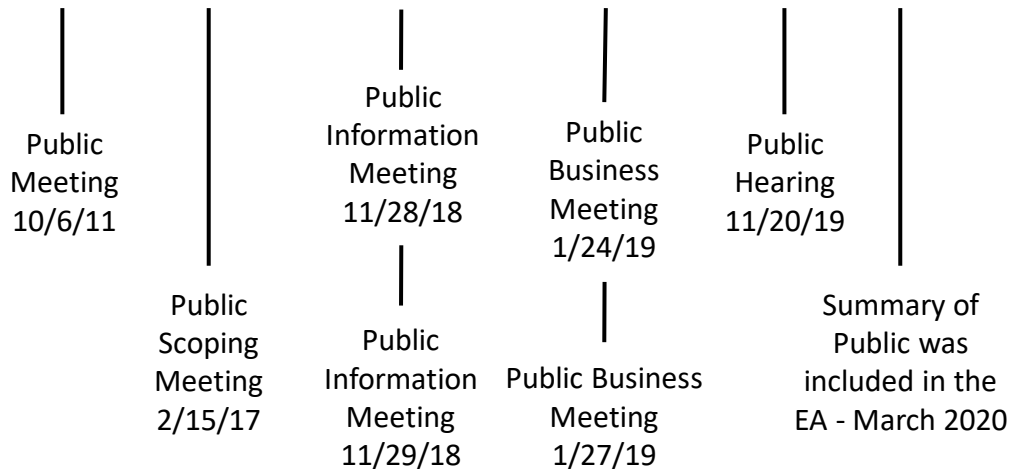 Public
Meeting
10/6/11
Public
Scoping
Meeting
2/15/17
Public
Information
Meeting
11/28/18
Public
Information
Meeting
11/29/18
Public
Business
Meeting
1/24/19
Public Business
Meeting
1/27/19
Public
Hearing
11/20/19
Summary of
Public was
included in the
EA - March 2020